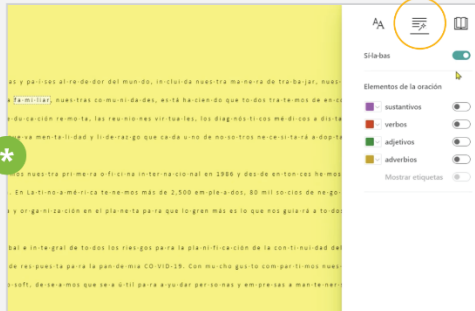 AA
Sí·la·bas
Elementos de la oración
sustantivos
verbos
adjetivos
adverbios
Mostrar etiquetas
as y pa·í·ses al·re·de·dor del mun·do, in·clui·da nues·tra ma·ne·ra de tra·ba·jar, nues-
fa·mi·liar, nues·tras co·mu·ni·da·des, es·tá ha·cien·do que to·dos tra·te·mos de en-co
e·du·ca·ción re·mo·ta, las reu·nio·nes vir·tua·les, los diag·nós·ti·cos mé·di·cos a dis·ta
e·va men·ta·li·dad y li·de·raz·go que ca·da u·no de no·so·tros ne·ce·si·ta·rá a·dop·ta
*
mos nues·tra pri·me·ra o·fi·ci·na in·ter·na·cio·nal en 1986 y des·de en·ton·ces he·mos
. En La·ti·no·a·mé·ri·ca te·ne·mos más de 2,500 em·ple·a·dos, 80 mil so·cios de ne·go-
a y or·ga·ni·za·ción en el pla·ne·ta pa·ra que lo·gren más es lo que nos guia·rá a to·dos
bal e in·te·gral de to·dos los ries·gos pa·ra la pla·ni·fi·ca·ción de la con·ti·nui·dad del
de res·pues·ta pa·ra la pan·de·mia CO·VID-19. Con mu·cho gus·to com·par·ti·mos nues-
o·soft, de·se·a·mos que se·a ú·til pa·ra a·yu·dar per·so·nas y em·pre·sas a man·te·ner-